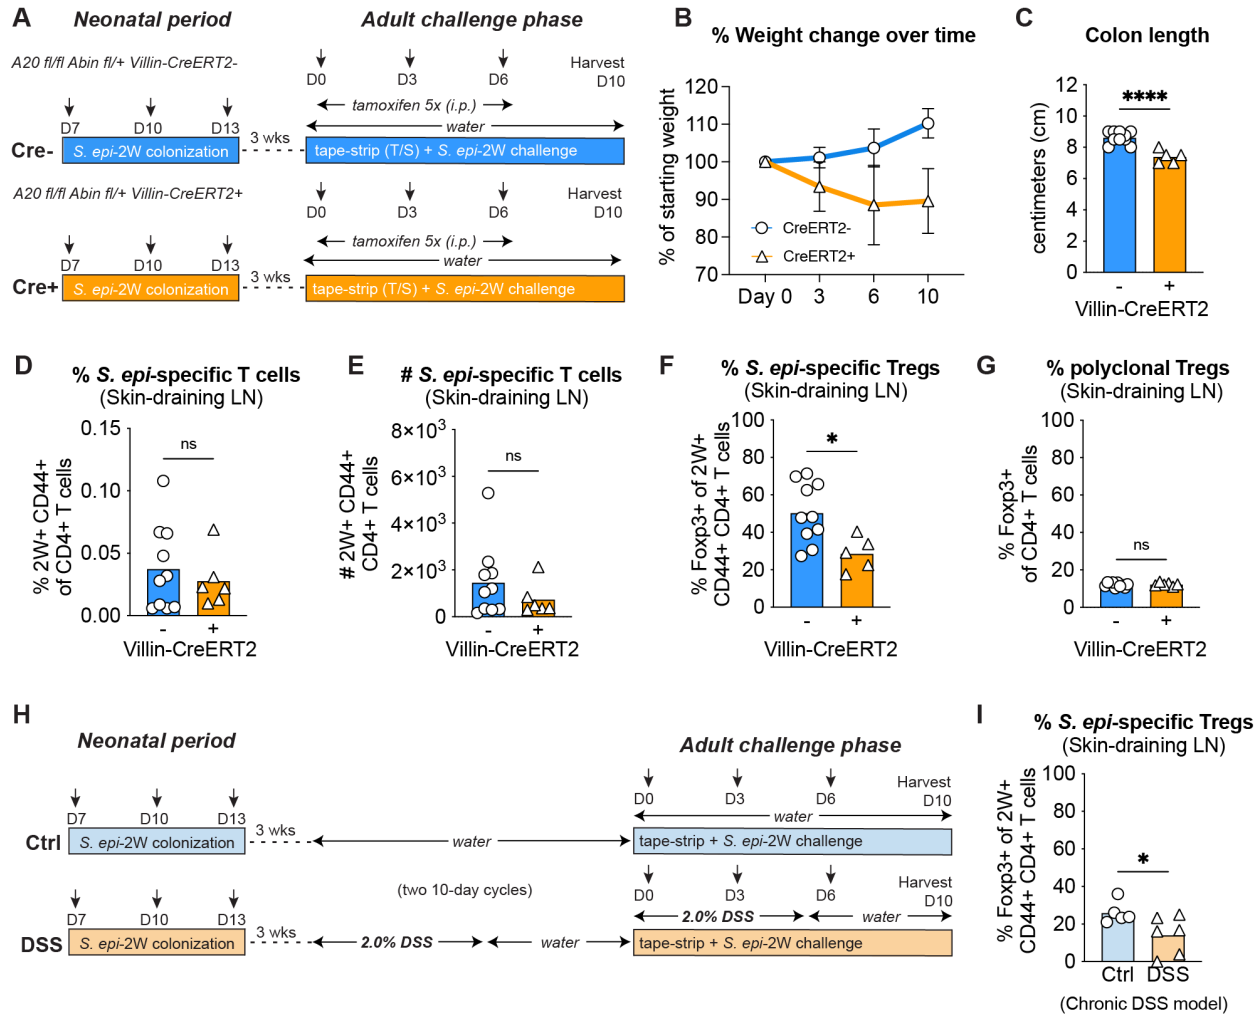 A
Neonatal period
Adult challenge phase
A20 fl/fl Abin fl/+ Villin-CreERT2-
D0
D3
D6
Harvest
D10
tamoxifen 5x (i.p.)
water
D7
D10
D13
3 wks
Cre-
S. epi-2W colonization
tape-strip (T/S) + S. epi-2W challenge
A20 fl/fl Abin fl/+ Villin-CreERT2+
D0
D3
D6
Harvest
D10
tamoxifen 5x (i.p.)
water
D7
D10
D13
3 wks
Cre+
S. epi-2W colonization
tape-strip (T/S) + S. epi-2W challenge
B
% Weight change over time
% of starting weight
120
110
100
90
80
70
CreERT2-
CreERT2+
Day 0
3
6
10
C
Colon length
centimeters (cm)
12
10
8
6
4
2
0
****
-
+
Villin-CreERT2
D
% S. epi-specific T cells
(Skin-draining LN)
% 2W+ CD44+
of CD4+ T cells
0.15
0.10
0.05
0.00
ns
-
+
Villin-CreERT2
E
# S. epi-specific T cells
(Skin-draining LN)
# 2W+ CD44+
CD4+ T cells
8×10³
6×10³
4×10³
2×10³
0
ns
-
+
Villin-CreERT2
F
% S. epi-specific Tregs
(Skin-draining LN)
% Foxp3+ of 2W+
CD44+ CD4+ T cells
100
80
60
40
20
0
*
-
+
Villin-CreERT2
G
% polyclonal Tregs
(Skin-draining LN)
% Foxp3+
of CD4+ T cells
100
80
60
40
20
0
ns
-
+
Villin-CreERT2
H
Neonatal period
Adult challenge phase
D0
D3
D6
Harvest
D10
water
D7
D10
D13
3 wks
Ctrl
S. epi-2W colonization
water
tape-strip + S. epi-2W challenge
(two 10-day cycles)
D0
D3
D6
Harvest
D10
2.0% DSS
water
D7
D10
D13
3 wks
DSS
S. epi-2W colonization
2.0% DSS
water
tape-strip + S. epi-2W challenge
I
% S. epi-specific Tregs
(Skin-draining LN)
% Foxp3+ of 2W+
CD44+ CD4+ T cells
100
80
60
40
20
0
*
Ctrl
DSS
(Chronic DSS model)